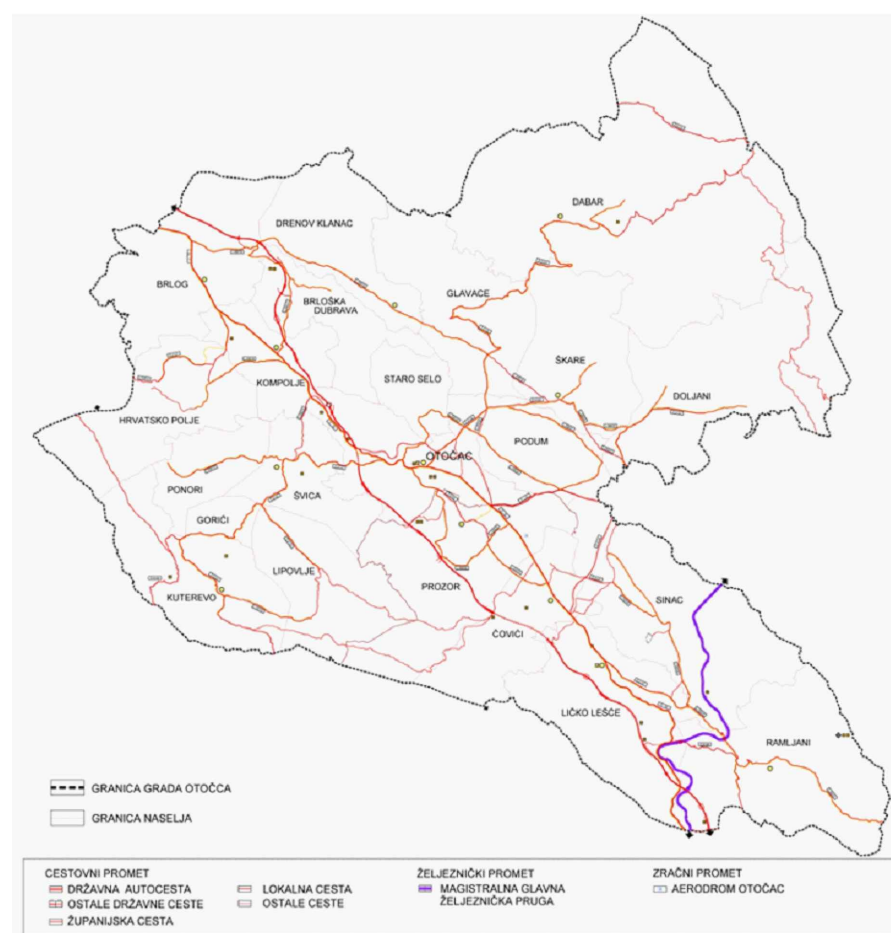 DRENOV KLANAC
DABAR
BRLOG
BRLOŠKA
DUBRAVA
GLAVACE
ŠKARE
STARO SELO
KOMPOLJE
DOLJANI
HRVATSKO POLJE
PODUM
OTOČAC
PONORI
ŠVICA
GORIĆI
LIPOVLJE
KUTEREVO
PROZOR
SINAC
ČOVIĆI
LIČKO LEŠĆE
RAMLJANI
GRANICA GRADA OTOČCA
GRANICA NASELJA
CESTOVNI PROMET
DRŽAVNA AUTOCESTA
OSTALE DRŽAVNE CESTE
ŽUPANIJSKA CESTA
LOKALNA CESTA
OSTALE CESTE
ŽELJEZNIČKI PROMET
MAGISTRALNA GLAVNA
ŽELJEZNIČKA PRUGA
ZRAČNI PROMET
AERODROM OTOČAC